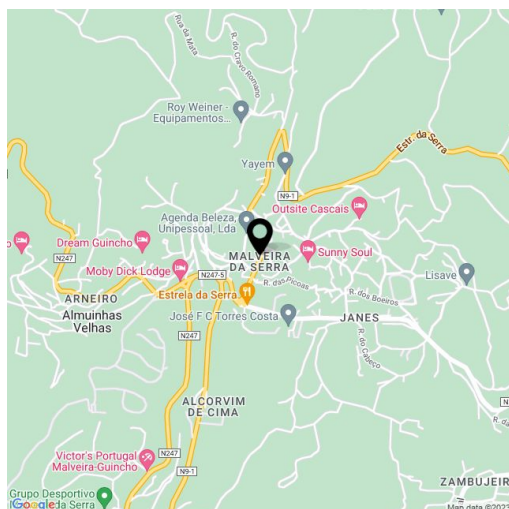 Rua da Mata
R. do Cravo Romano
Roy Weiner -
Equipamentos...
Estr. da Serra
Yayem
N9-1
Outsite Cascais
Agenda Beleza,
Unipessoal, Lda
Dream Guincho
N247
MALVEIRA
DA SERRA
Sunny Soul
Moby Dick Lodge
N247-5
Lisave
R. das Picoas
ARNEIRO
Estrela da Serra
R. dos Boeiros
Almuinhas
Velhas
José F C Torres Costa
JANES
R. do Cabeço
ALCORVIM
DE CIMA
N247
Victor's Portugal
Malveira-Guincho
N9-1
ZAMBUJEIR
Grupo Desportivo
Google
da Serra
Map data ©202